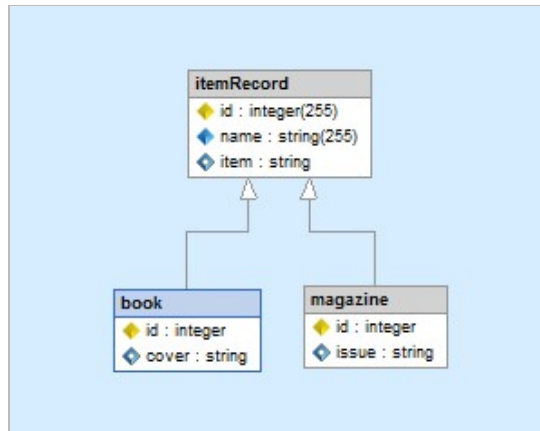 itemRecord
id : integer(255)
name : string(255)
item : string
book
id : integer
cover : string
magazine
id : integer
issue : string